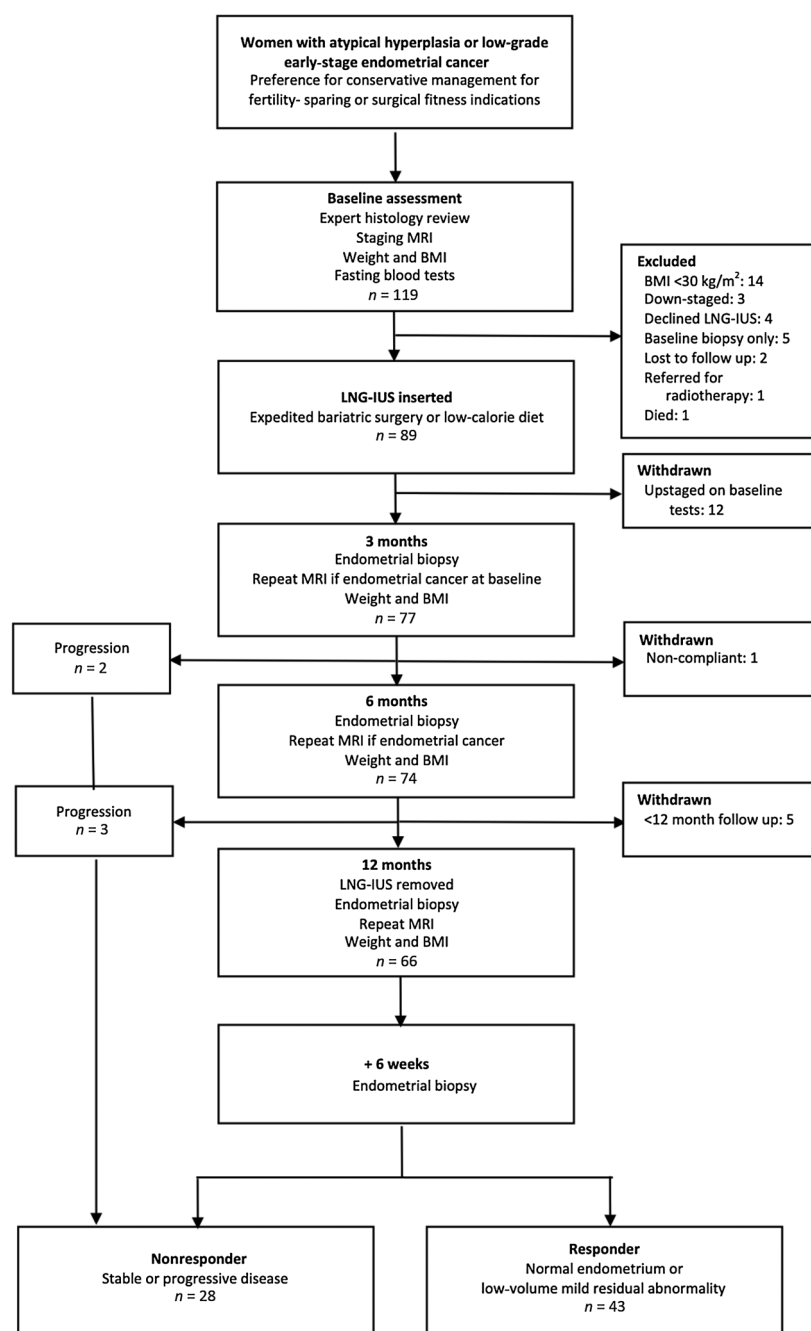 Women with atypical hyperplasia or low-grade
early-stage endometrial cancer
Preference for conservative management for
fertility- sparing or surgical fitness indications
Baseline assessment
Expert histology review
Staging MRI
Weight and BMI
Fasting blood tests
n = 119
Excluded
BMI <30 kg/m²: 14
Down-staged: 3
Declined LNG-IUS: 4
Baseline biopsy only: 5
Lost to follow up: 2
Referred for
radiotherapy: 1
Died: 1
LNG-IUS inserted
Expedited bariatric surgery or low-calorie diet
n = 89
Withdrawn
Upstaged on baseline
tests: 12
3 months
Endometrial biopsy
Repeat MRI if endometrial cancer at baseline
Weight and BMI
n = 77
Progression
n = 2
Withdrawn
Non-compliant: 1
6 months
Endometrial biopsy
Repeat MRI if endometrial cancer
Weight and BMI
n = 74
Progression
n = 3
Withdrawn
<12 month follow up: 5
12 months
LNG-IUS removed
Endometrial biopsy
Repeat MRI
Weight and BMI
n = 66
+ 6 weeks
Endometrial biopsy
Nonresponder
Stable or progressive disease
n = 28
Responder
Normal endometrium or
low-volume mild residual abnormality
n = 43